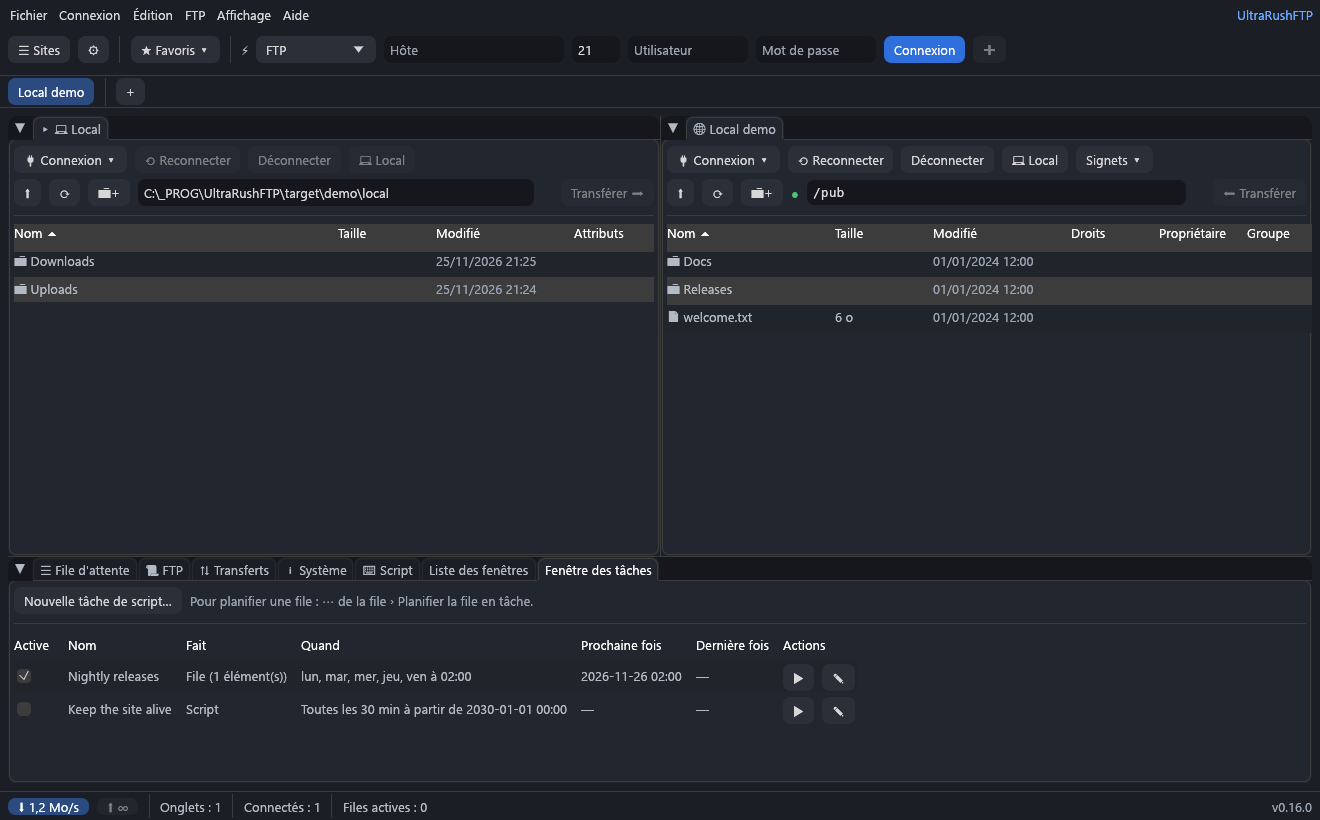 Fichier Connexion Édition FTP Affichage Aide UltraRushFTP
☰ Sites ⚙ ★ Favoris ▾ ⚡ FTP ▼ Hôte 21 Utilisateur Mot de passe Connexion +
Local demo +
▼ ▸ Local
Connexion ▾ Reconnecter Déconnecter Local
C:\_PROG\UltraRushFTP\target\demo\local Transférer
Nom Taille Modifié Attributs
Downloads 25/11/2026 21:25
Uploads 25/11/2026 21:24
▼ Local demo
Connexion ▾ Reconnecter Déconnecter Local Signets ▾
/pub Transférer
Nom Taille Modifié Droits Propriétaire Groupe
Docs 01/01/2024 12:00
Releases 01/01/2024 12:00
welcome.txt 6 o 01/01/2024 12:00
▼ ☰ File d'attente FTP Transferts Système Script Liste des fenêtres Fenêtre des tâches
Nouvelle tâche de script... Pour planifier une file : ⋯ de la file › Planifier la file en tâche.
Active Nom Fait Quand Prochaine fois Dernière fois Actions
Nightly releases File (1 élément(s)) lun, mar, mer, jeu, ven à 02:00 2026-11-26 02:00 —
Keep the site alive Script Toutes les 30 min à partir de 2030-01-01 00:00 — —
⬇ 1,2 Mo/s ⬆ ∞ Onglets : 1 Connectés : 1 Files actives : 0 v0.16.0